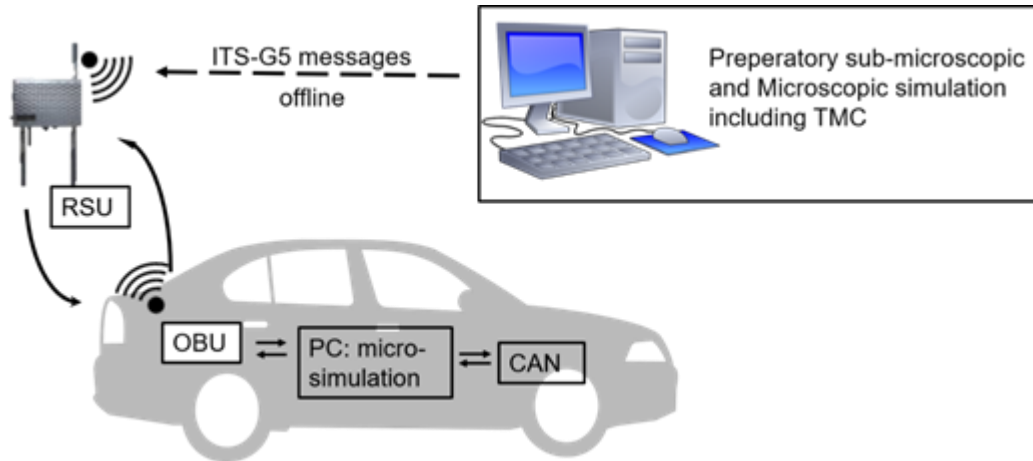 ITS-G5 messages
offline
Preperatory sub-microscopic
and Microscopic simulation
including TMC
RSU
OBU
PC: micro-
simulation
CAN